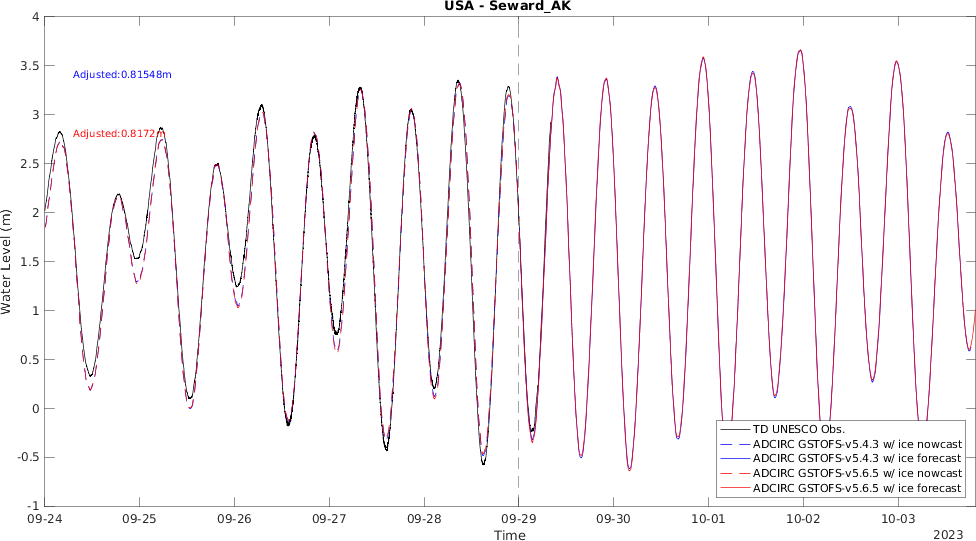 USA - Seward_AK
4
3.5
3
2.5
2
1.5
1
0.5
0
-0.5
-1
Water Level (m)
Adjusted:0.81548m
Adjusted:0.8172m
TD UNESCO Obs.
ADCIRC GSTOFS-v5.4.3 w/ ice nowcast
ADCIRC GSTOFS-v5.4.3 w/ ice forecast
ADCIRC GSTOFS-v5.6.5 w/ ice nowcast
ADCIRC GSTOFS-v5.6.5 w/ ice forecast
09-24 09-25 09-26 09-27 09-28 09-29 09-30 10-01 10-02 10-03
Time
2023